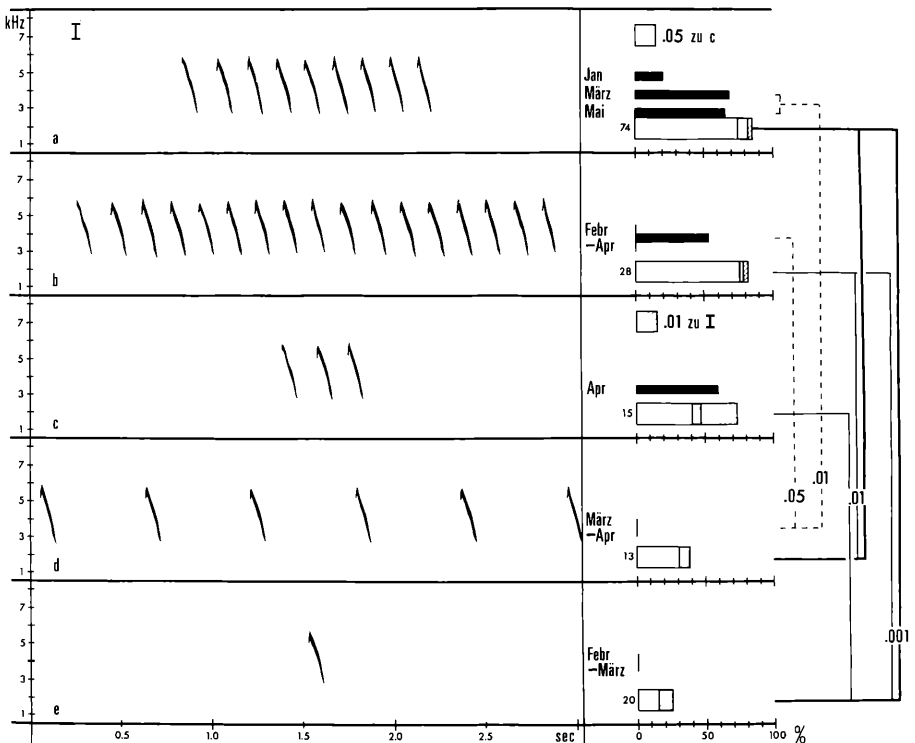 kHz
I
7
5
3
1
a
.05 zu c
Jan
März
Mai
74
7
5
3
1
b
Febr
–Apr
28
7
5
3
1
c
.01 zu I
Apr
15
7
5
3
1
d
März
–Apr
13
.05
.01
.01
7
5
3
1
e
Febr
–März
20
.001
0.5
1.0
1.5
2.0
2.5
sec
0
50
100
%